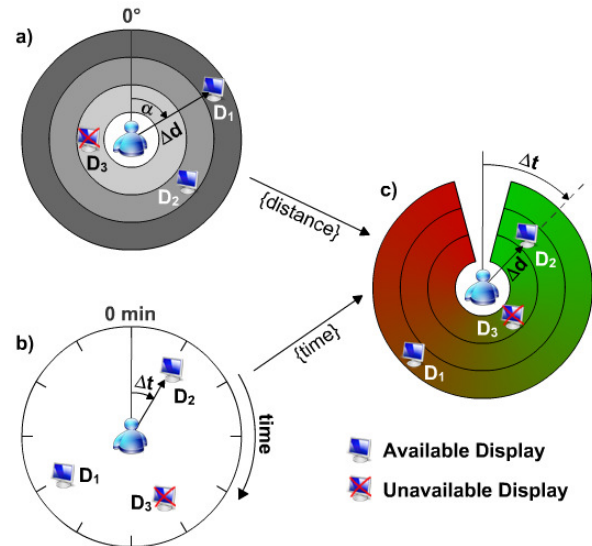 a)
0°
α
Δd
D1
D2
D3
{distance}
b)
0 min
Δt
D2
D1
D3
time
{time}
c)
Δt
Δd
D2
D3
D1
Available Display
Unavailable Display